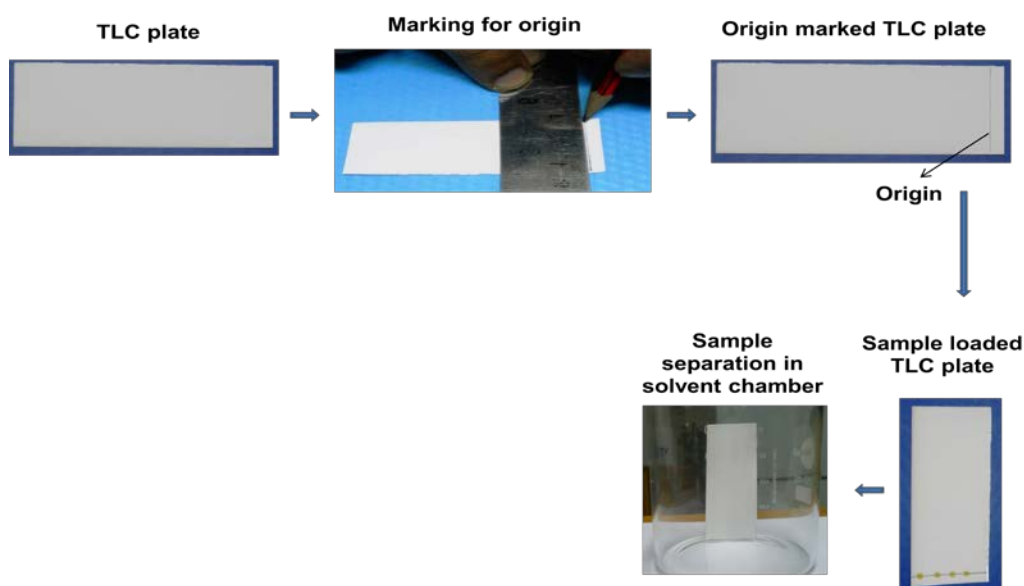 TLC plate
Marking for origin
Origin marked TLC plate
Origin
Sample loaded
TLC plate
Sample
separation in
solvent chamber